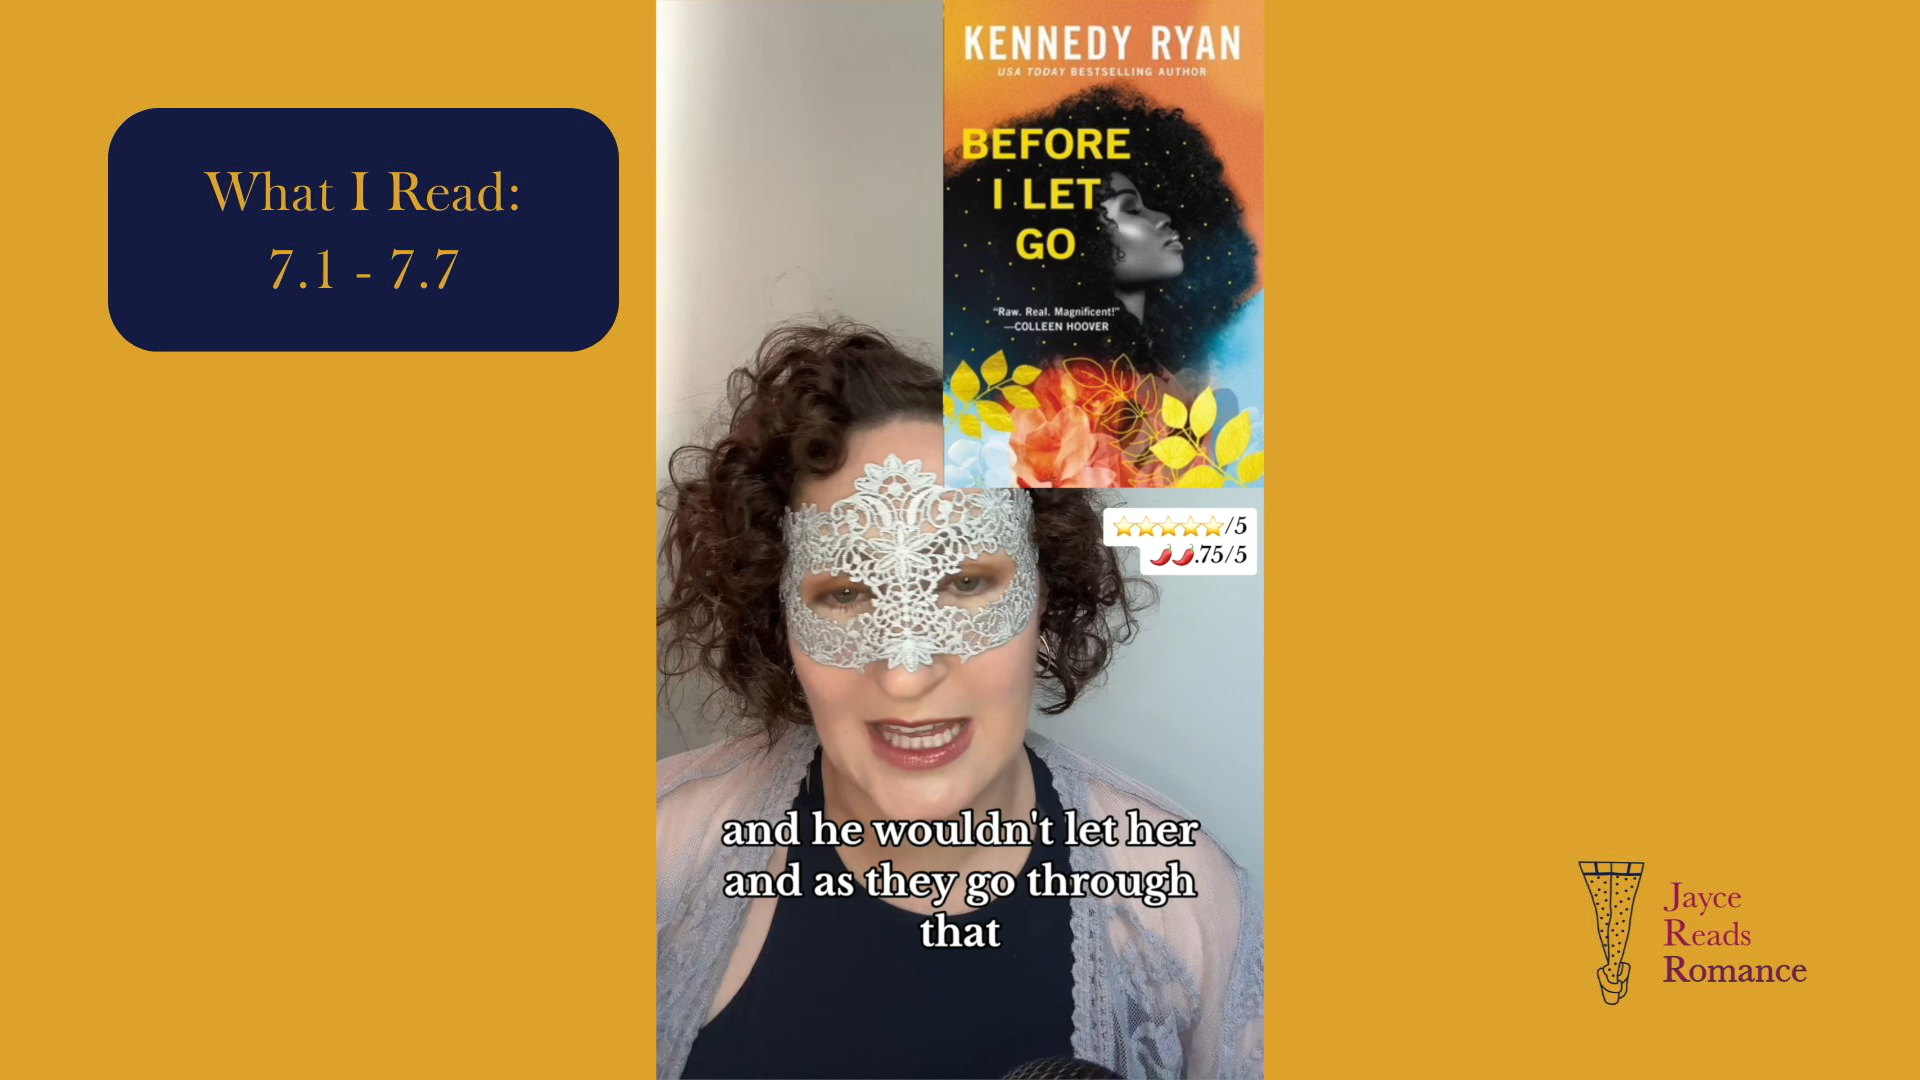 What I Read:
7.1 - 7.7
KENNEDY RYAN
USA TODAY BESTSELLING AUTHOR
BEFORE
I LET
GO
“Raw. Real. Magnificent!”
—COLLEEN HOOVER
⭐⭐⭐⭐⭐/5
🌶️🌶️.75/5
and he wouldn't let her
and as they go through
that
Jayce
Reads
Romance